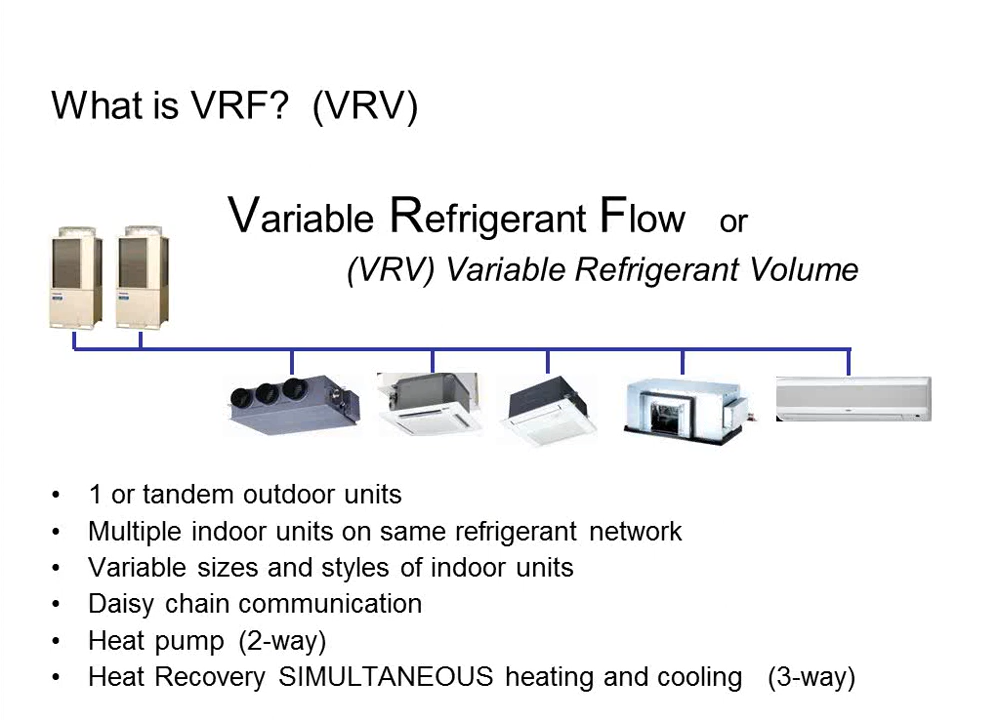 What is VRF? (VRV)
Variable Refrigerant Flow or
(VRV) Variable Refrigerant Volume
• 1 or tandem outdoor units
• Multiple indoor units on same refrigerant network
• Variable sizes and styles of indoor units
• Daisy chain communication
• Heat pump (2-way)
• Heat Recovery SIMULTANEOUS heating and cooling (3-way)